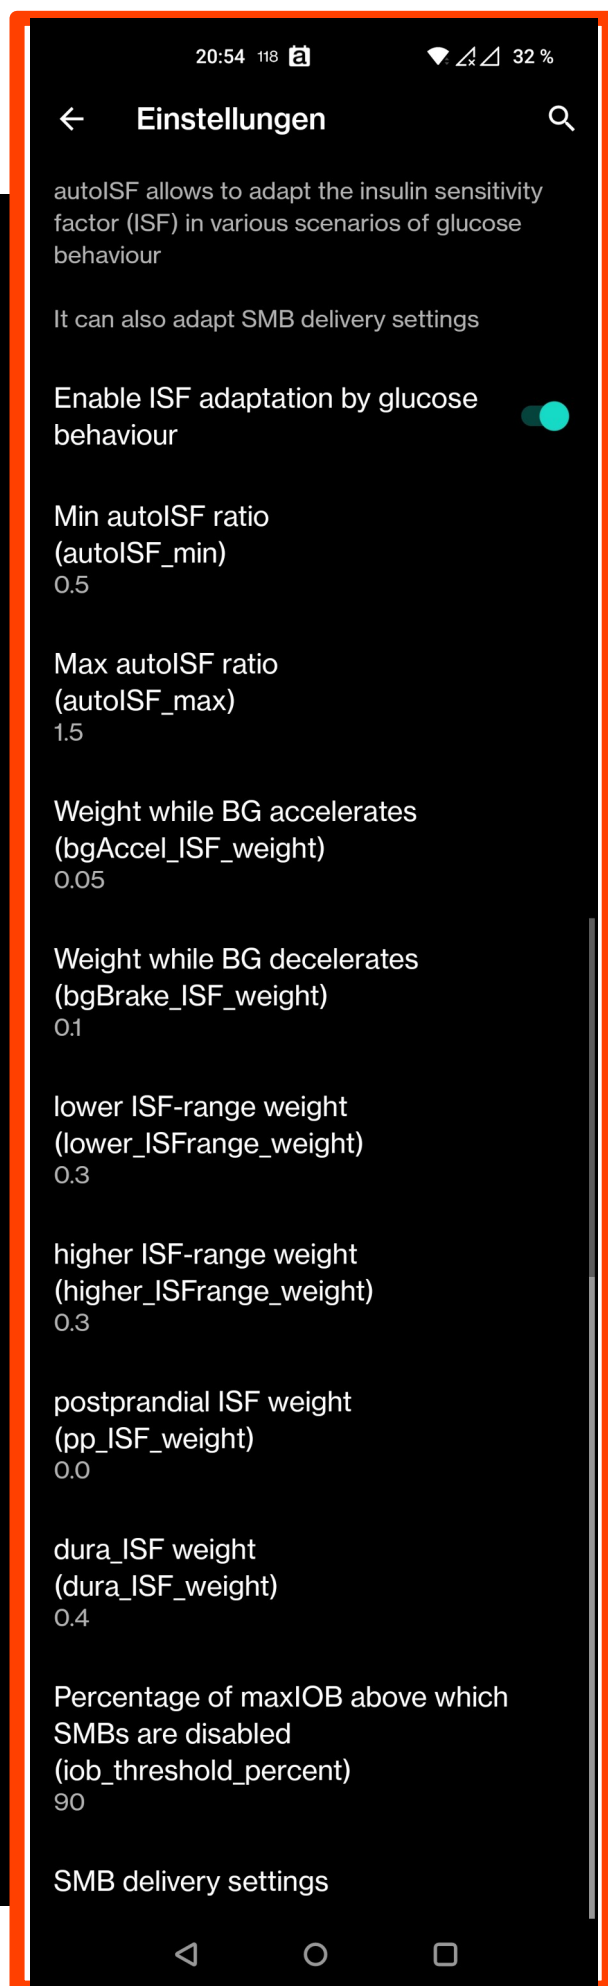 20:54 118 a 32 %
Einstellungen
autoISF allows to adapt the insulin sensitivity
factor (ISF) in various scenarios of glucose
behaviour
It can also adapt SMB delivery settings
Enable ISF adaptation by glucose
behaviour
Min autoISF ratio
(autoISF_min)
0.5
Max autoISF ratio
(autoISF_max)
1.5
Weight while BG accelerates
(bgAccel_ISF_weight)
0.05
Weight while BG decelerates
(bgBrake_ISF_weight)
0.1
lower ISF-range weight
(lower_ISFrange_weight)
0.3
higher ISF-range weight
(higher_ISFrange_weight)
0.3
postprandial ISF weight
(pp_ISF_weight)
0.0
dura_ISF weight
(dura_ISF_weight)
0.4
Percentage of maxIOB above which
SMBs are disabled
(iob_threshold_percent)
90
SMB delivery settings